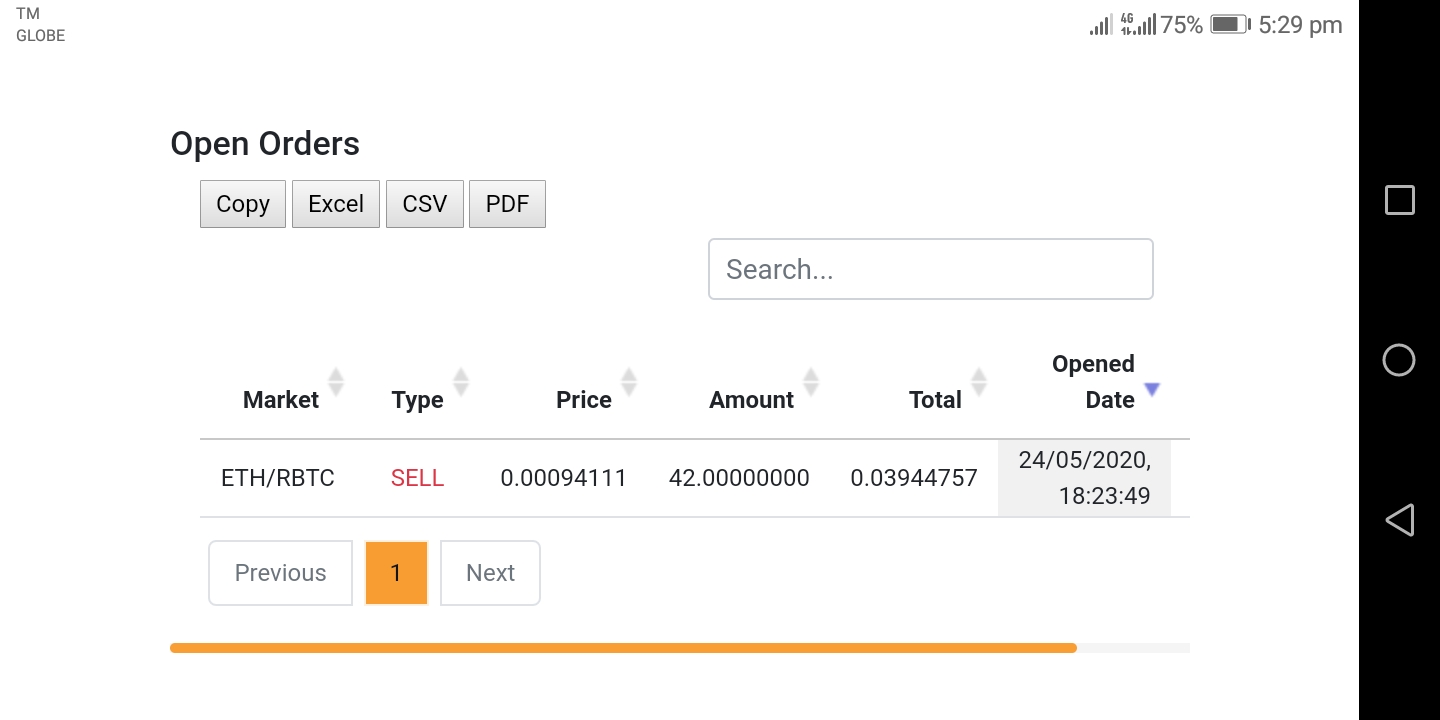 TM
GLOBE
4G 75% 5:29 pm
Open Orders
Copy Excel CSV PDF
Search...
Market Type Price Amount Total Opened Date
ETH/RBTC SELL 0.00094111 42.00000000 0.03944757 24/05/2020, 18:23:49
Previous 1 Next